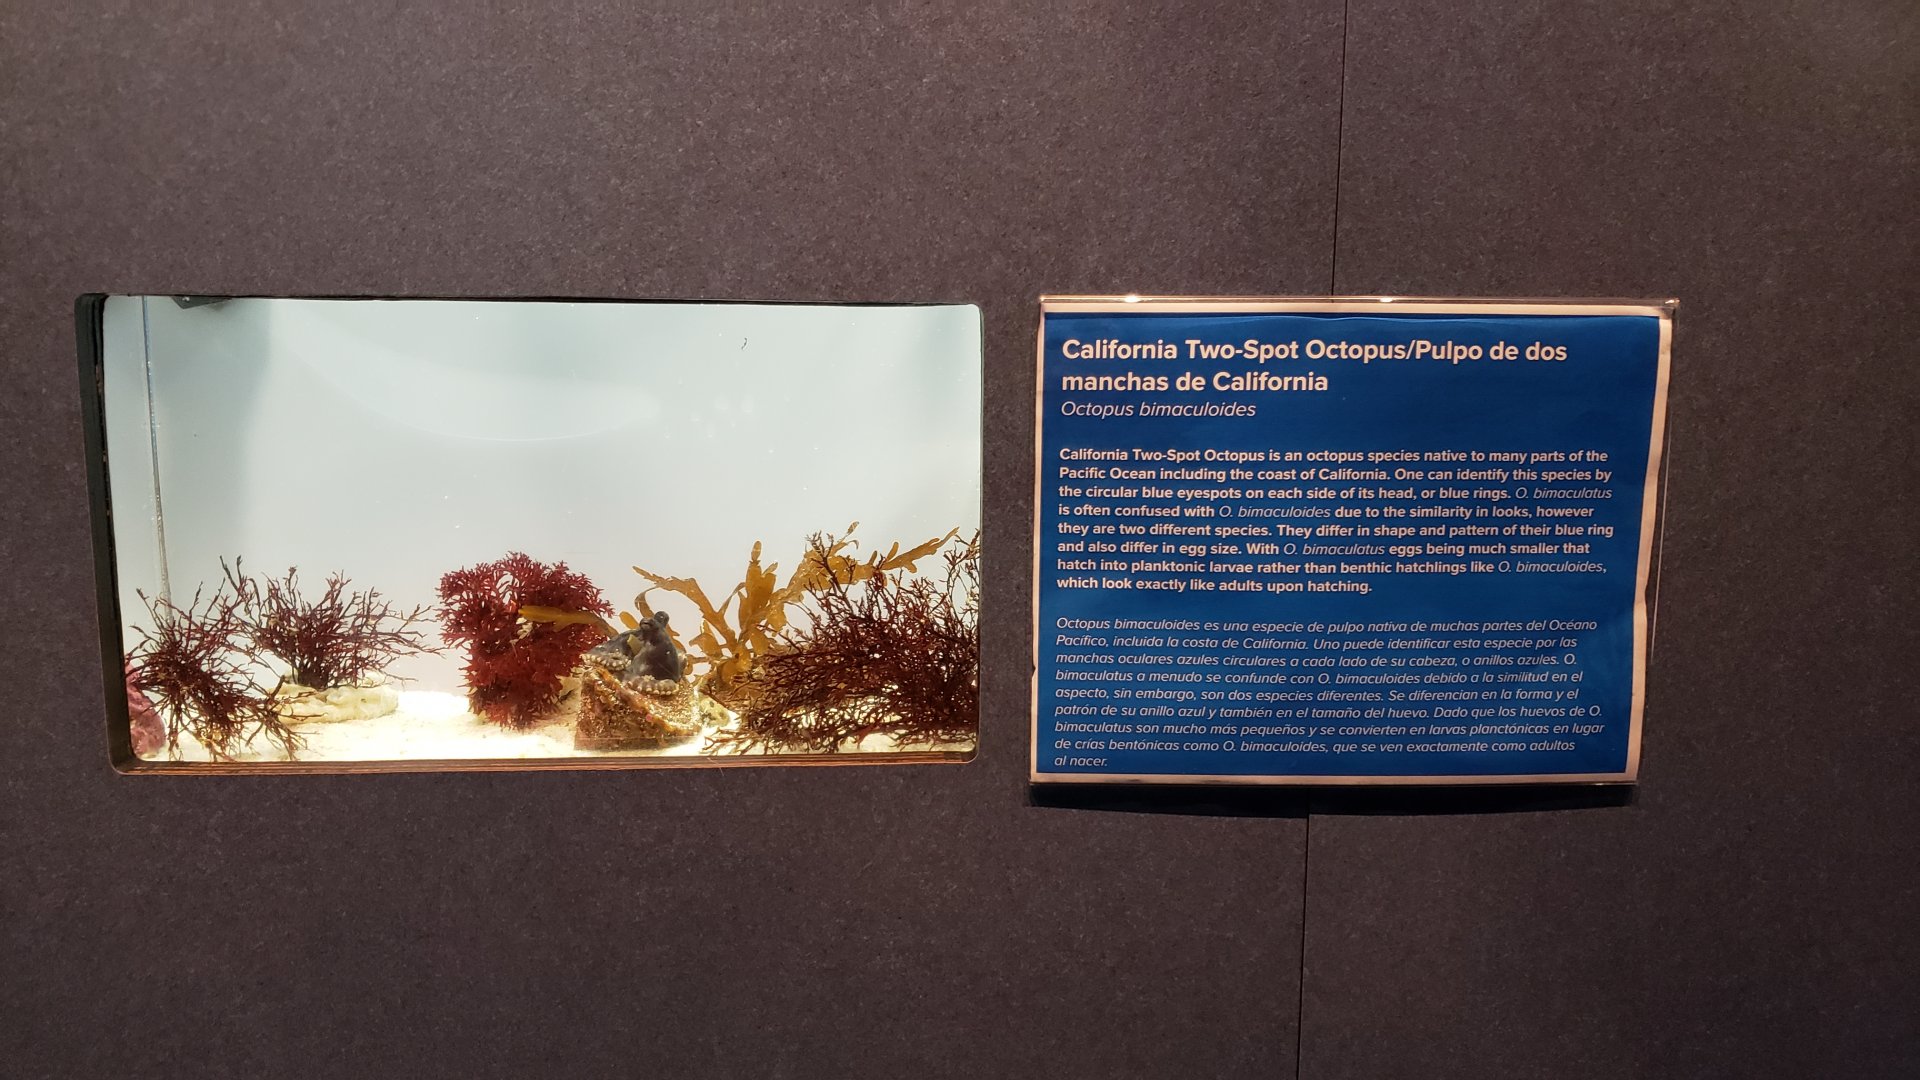 California Two-Spot Octopus/Pulpo de dos
manchas de California
Octopus bimaculoides
California Two-Spot Octopus is an octopus species native to many parts of the
Pacific Ocean including the coast of California. One can identify this species by
the circular blue eyespots on each side of its head, or blue rings. O. bimaculatus
is often confused with O. bimaculoides due to the similarity in looks, however
they are two different species. They differ in shape and pattern of their blue ring
and also differ in egg size. With O. bimaculatus eggs being much smaller that
hatch into planktonic larvae rather than benthic hatchlings like O. bimaculoides,
which look exactly like adults upon hatching.
Octopus bimaculoides es una especie de pulpo nativa de muchas partes del Océano
Pacífico, incluida la costa de California. Uno puede identificar esta especie por las
manchas oculares azules circulares a cada lado de su cabeza, o anillos azules. O.
bimaculatus a menudo se confunde con O. bimaculoides debido a la similitud en el
aspecto, sin embargo, son dos especies diferentes. Se diferencian en la forma y el
patrón de su anillo azul y también en el tamaño del huevo. Dado que los huevos de O.
bimaculatus son mucho más pequeños y se convierten en larvas planctónicas en lugar
de crías bentónicas como O. bimaculoides, que se ven exactamente como adultos
al nacer.